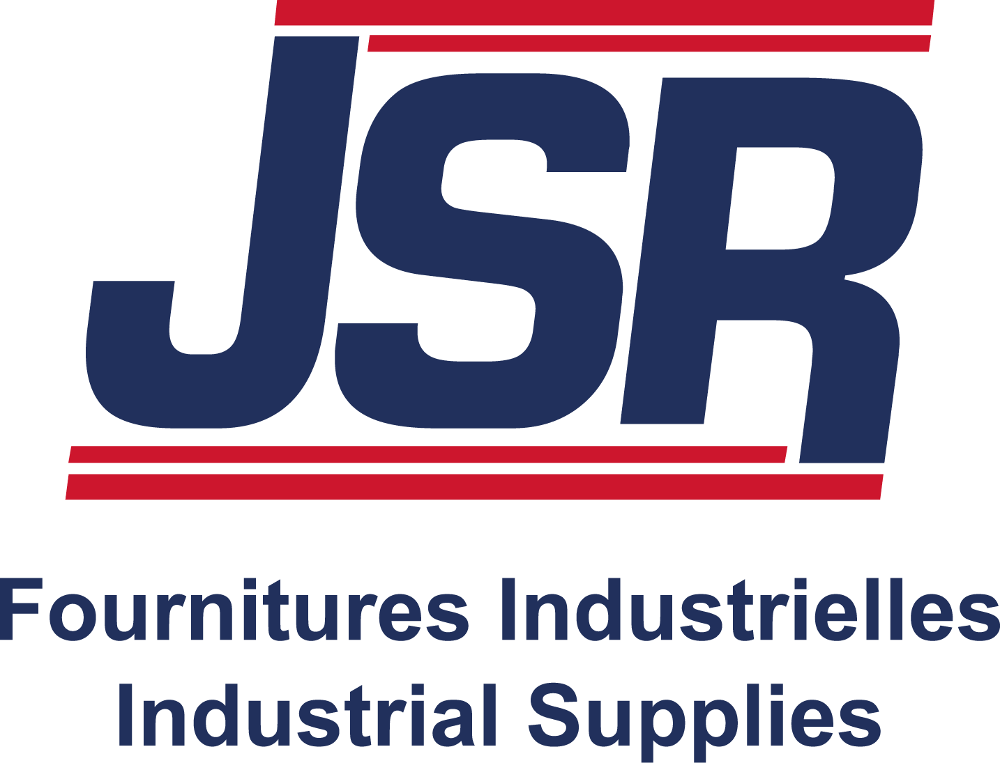 JSR
Fournitures Industrielles
Industrial Supplies